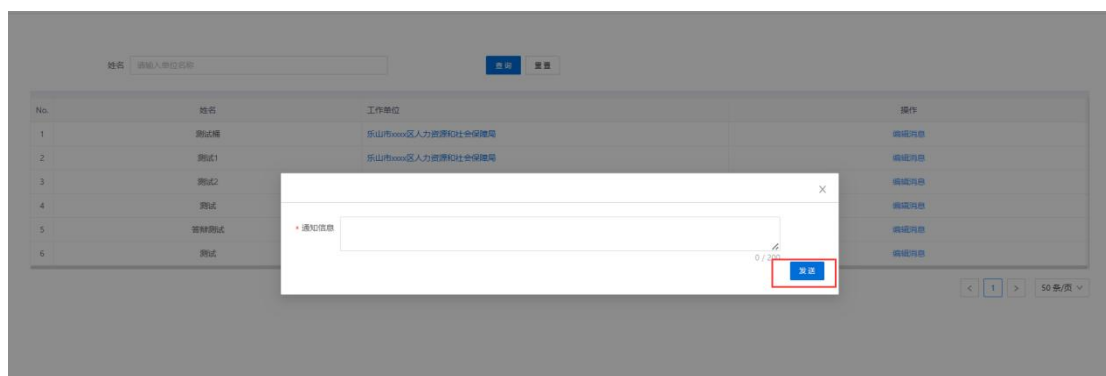 姓名 请输入单位名称 查询 重置
No. 姓名 工作单位 操作
1 测试桶 乐山市xxxx区人力资源和社会保障局 编辑消息
2 测试1 乐山市xxxx区人力资源和社会保障局 编辑消息
3 测试2 编辑消息
×
4 测试 编辑消息
* 通知信息
5 测试 编辑消息
0 / 200
6 测试 编辑消息
发送
< 1 > 50 条/页